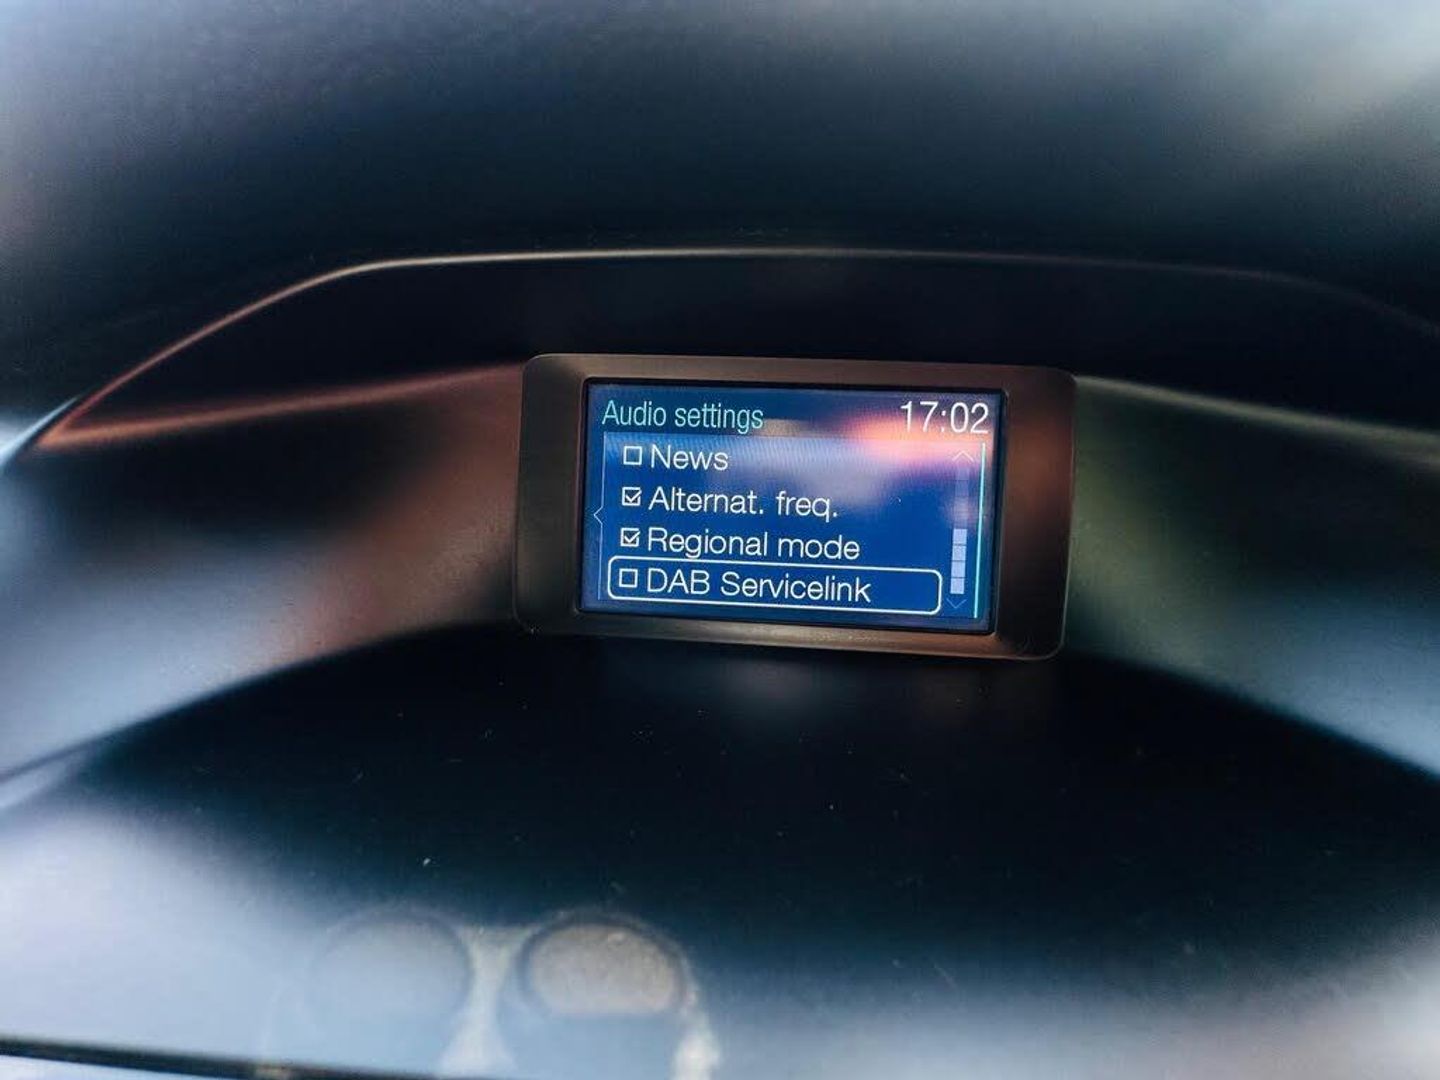 Audio settings 17:02
News
Alternat. freq.
Regional mode
DAB Servicelink